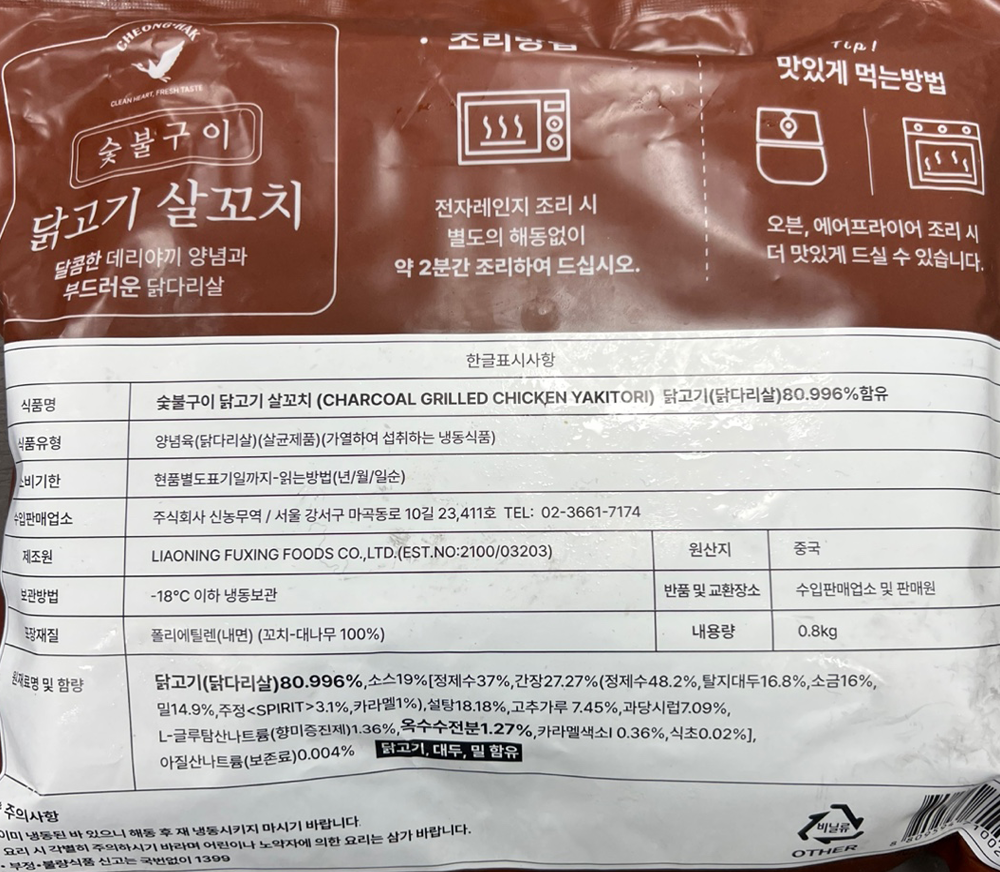 CHEONG-HAK
CLEAN HEART, FRESH TASTE
숯불구이
닭고기 살꼬치
달콤한 데리야끼 양념과
부드러운 닭다리살
• 조리방법
전자레인지 조리 시
별도의 해동없이
약 2분간 조리하여 드십시오.
Tip!
맛있게 먹는방법
오븐, 에어프라이어 조리 시
더 맛있게 드실 수 있습니다.
한글표시사항
식품명 숯불구이 닭고기 살꼬치 (CHARCOAL GRILLED CHICKEN YAKITORI) 닭고기(닭다리살)80.996%함유
식품유형 양념육(닭다리살)(살균제품)(가열하여 섭취하는 냉동식품)
소비기한 현품별도표기일까지-읽는방법(년/월/일순)
수입판매업소 주식회사 신농무역 / 서울 강서구 마곡동로 10길 23,411호 TEL: 02-3661-7174
제조원 LIAONING FUXING FOODS CO.,LTD.(EST.NO:2100/03203) 원산지 중국
보관방법 -18°C 이하 냉동보관 반품 및 교환장소 수입판매업소 및 판매원
포장재질 폴리에틸렌(내면) (꼬치-대나무 100%) 내용량 0.8kg
원재료명 및 함량 닭고기(닭다리살)80.996%,소스19%[정제수37%,간장27.27%(정제수48.2%,탈지대두16.8%,소금16%,
밀14.9%,주정<SPIRIT>3.1%,카라멜1%),설탕18.18%,고추가루 7.45%,과당시럽7.09%,
L-글루탐산나트륨(향미증진제)1.36%,옥수수전분1.27%,카라멜색소I 0.36%,식초0.02%],
아질산나트륨(보존료)0.004% 닭고기, 대두, 밀 함유
주의사항
이미 냉동된 바 있으니 해동 후 재 냉동시키지 마시기 바랍니다.
요리 시 각별히 주의하시기 바라며 어린이나 노약자에 의한 요리는 삼가 바랍니다.
• 부정•불량식품 신고는 국번없이 1399
비닐류
OTHER